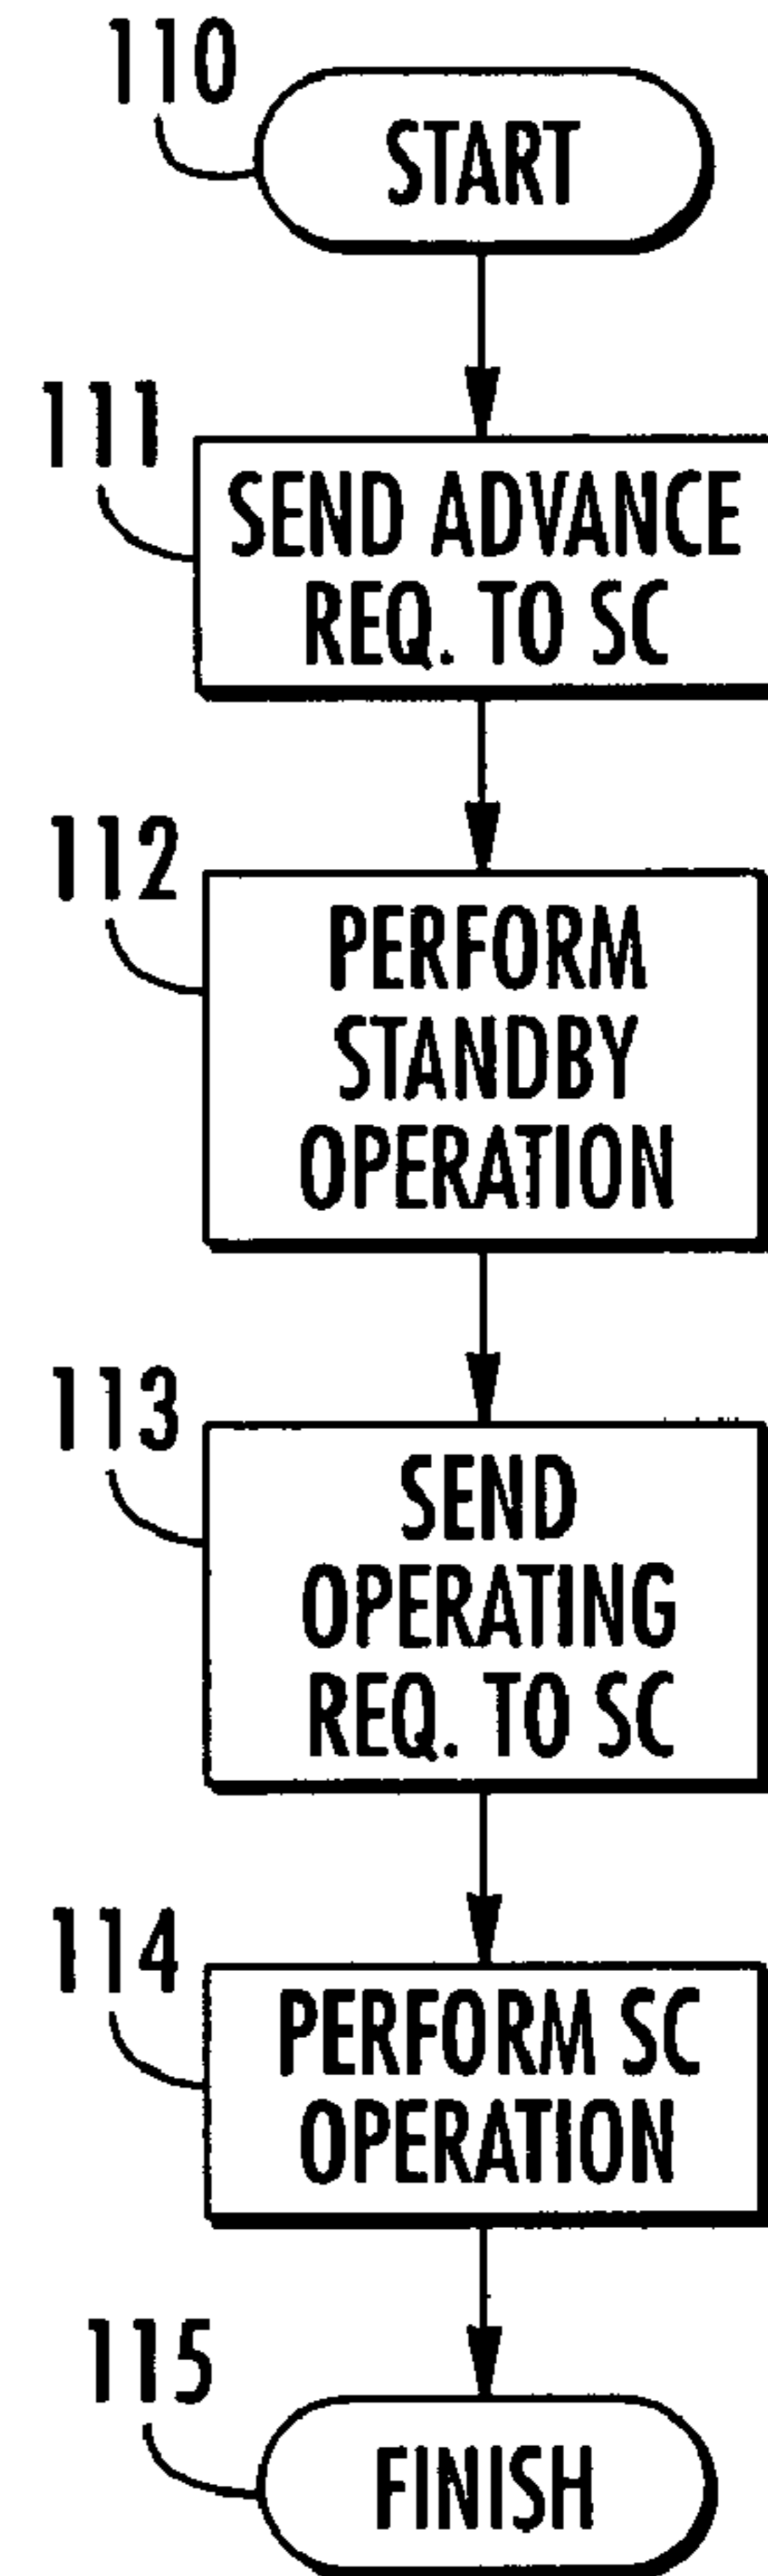 110
START
111
SEND ADVANCE
REQ. TO SC
112
PERFORM
STANDBY
OPERATION
113
SEND
OPERATING
REQ. TO SC
114
PERFORM SC
OPERATION
115
FINISH